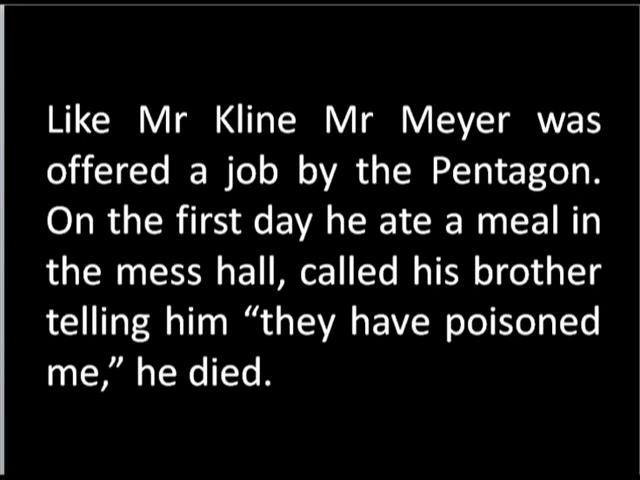 Like Mr Kline Mr Meyer was
offered a job by the Pentagon.
On the first day he ate a meal in
the mess hall, called his brother
telling him “they have poisoned
me,” he died.